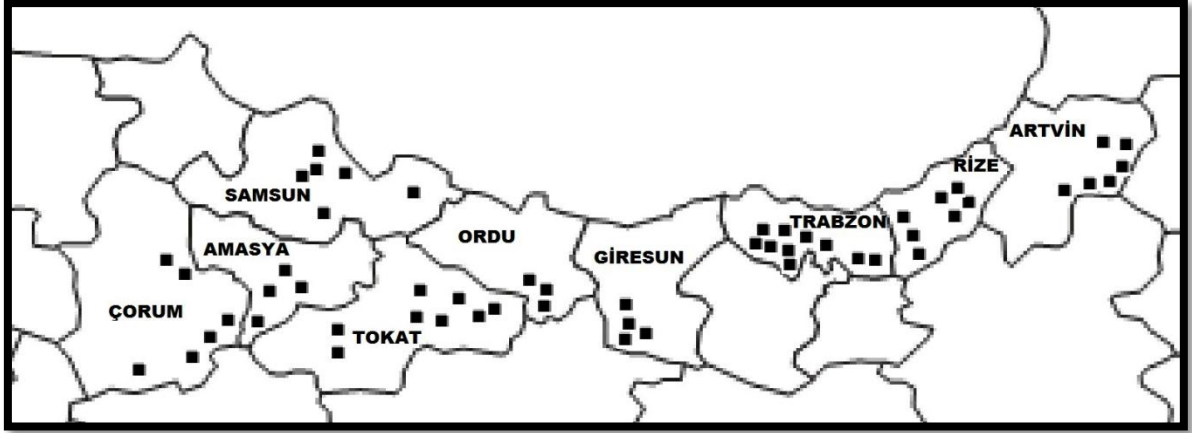 ARTVİN
RİZE
SAMSUN
TRABZON
ORDU
AMASYA
GİRESUN
ÇORUM
TOKAT